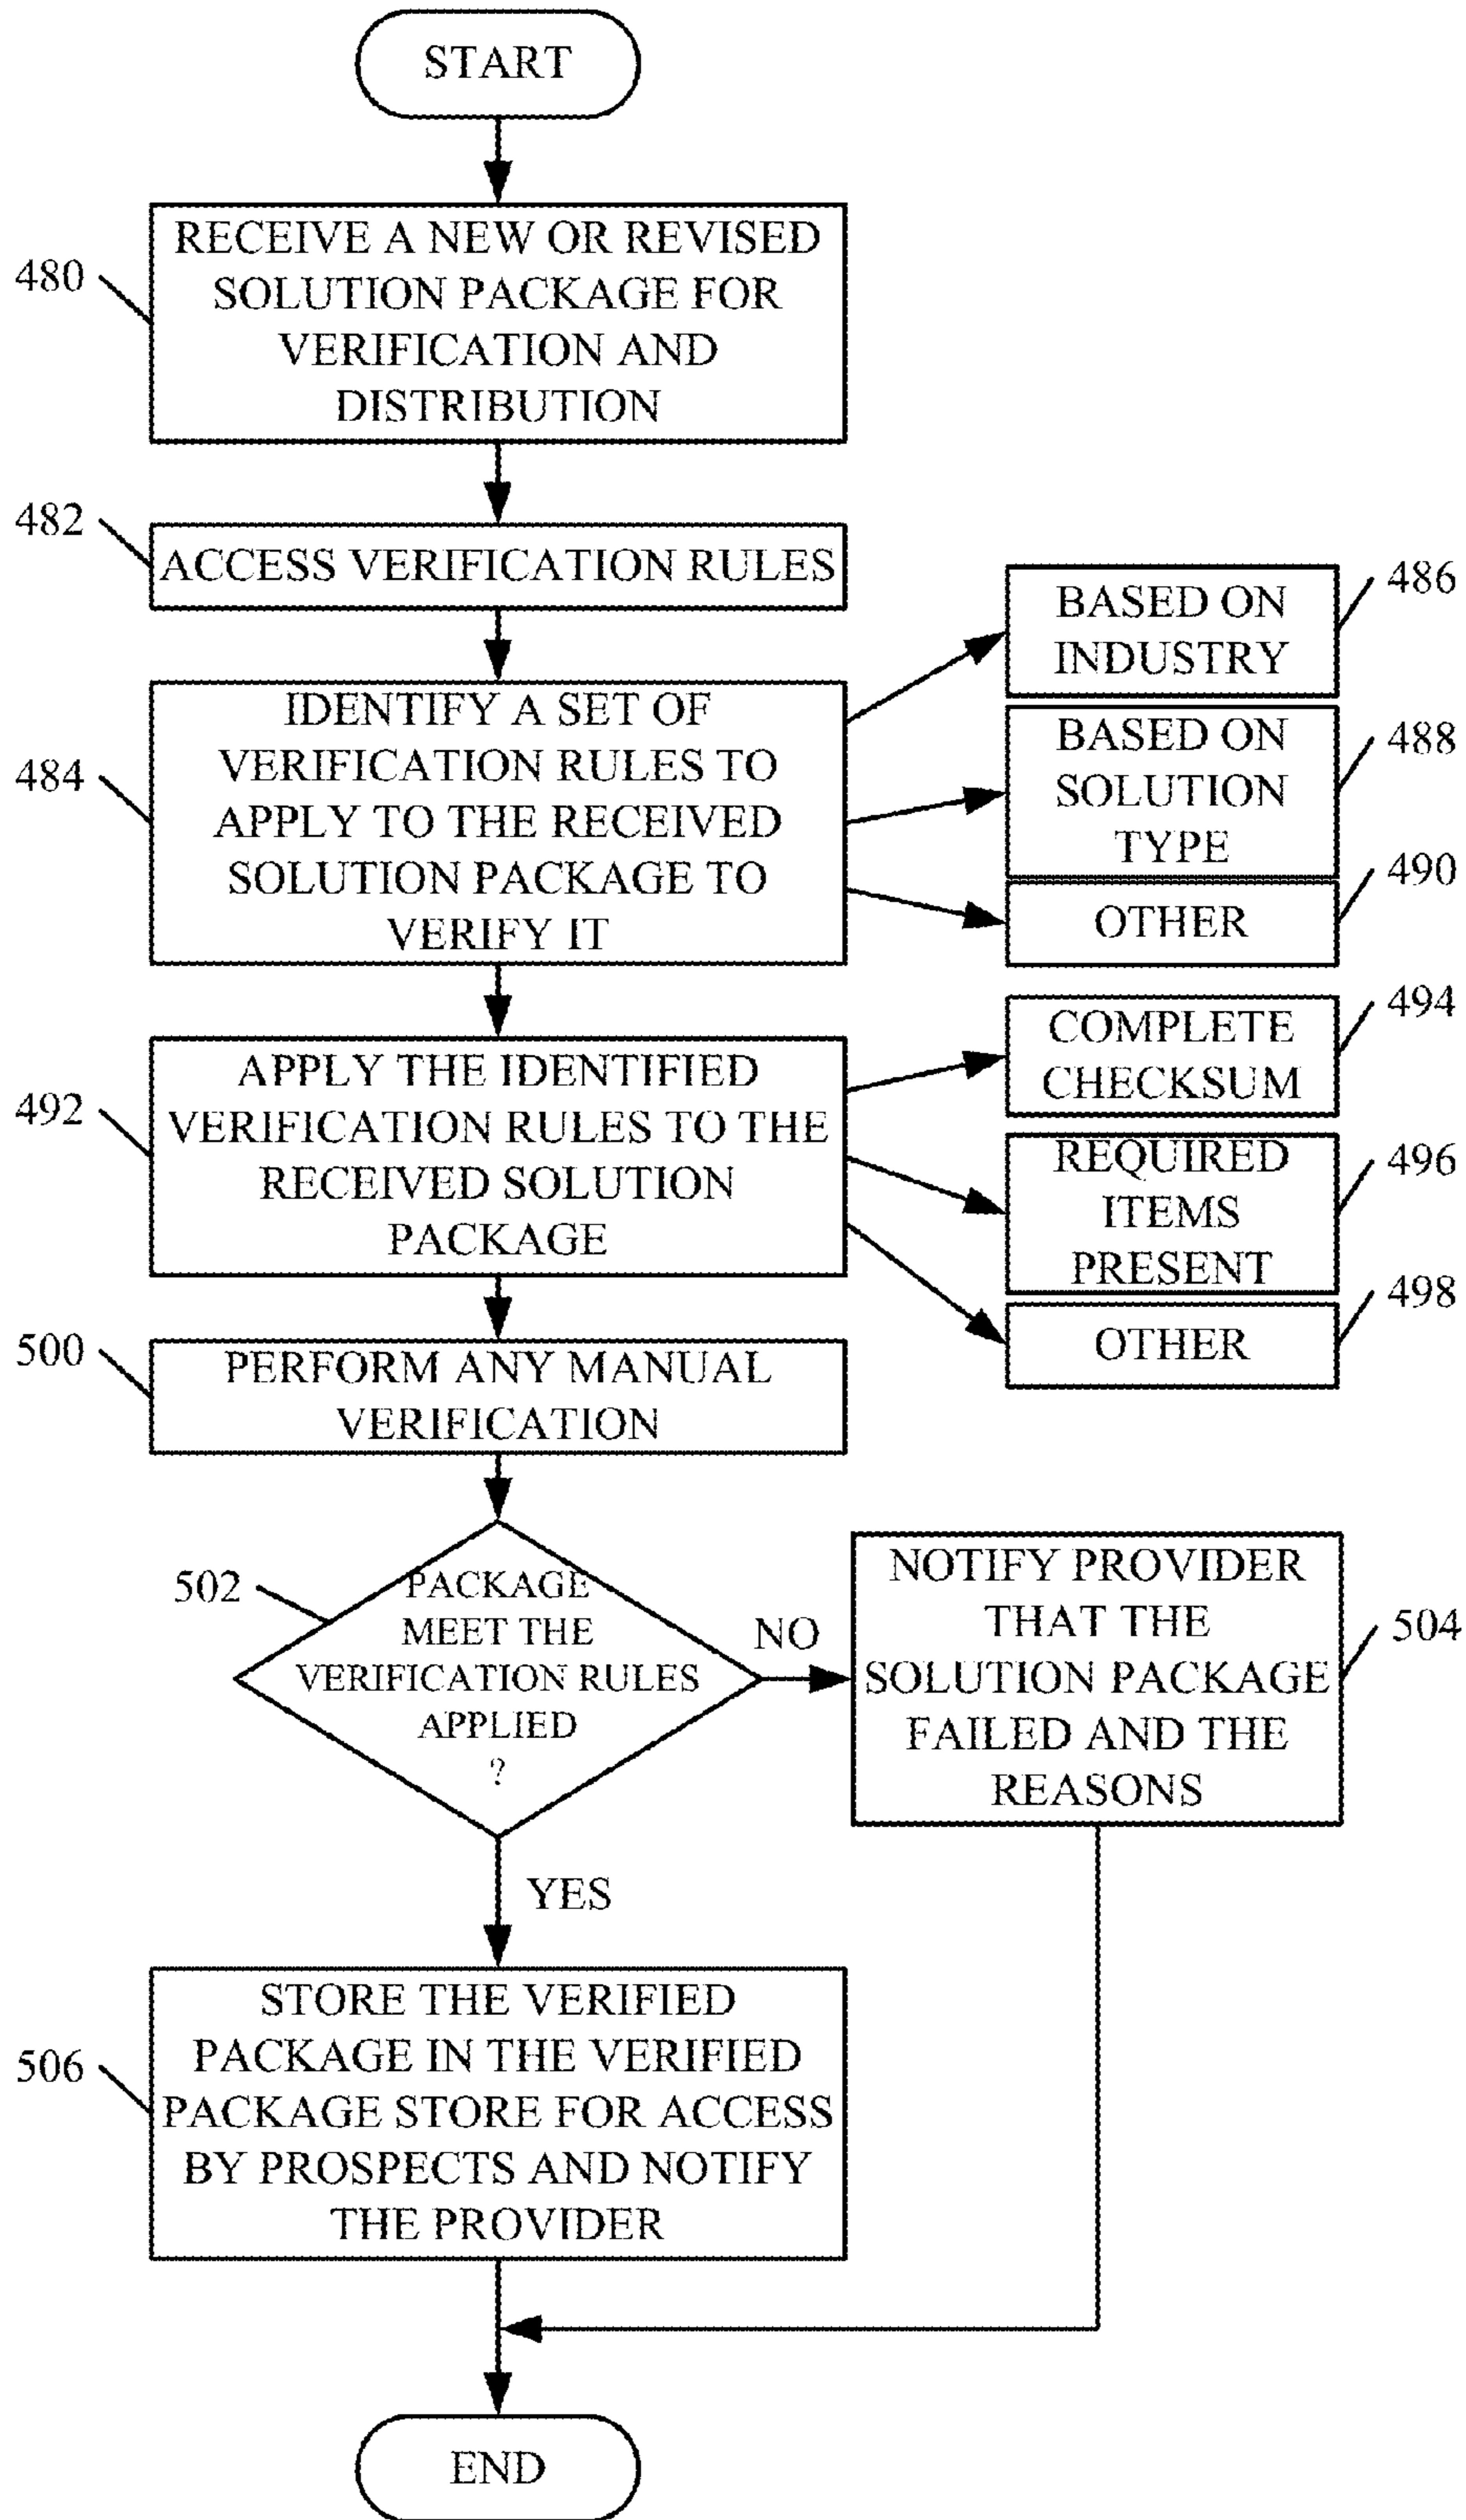 START
480
RECEIVE A NEW OR REVISED
SOLUTION PACKAGE FOR
VERIFICATION AND
DISTRIBUTION
482
ACCESS VERIFICATION RULES
484
IDENTIFY A SET OF
VERIFICATION RULES TO
APPLY TO THE RECEIVED
SOLUTION PACKAGE TO
VERIFY IT
BASED ON
INDUSTRY
486
BASED ON
SOLUTION
TYPE
488
OTHER
490
492
APPLY THE IDENTIFIED
VERIFICATION RULES TO THE
RECEIVED SOLUTION
PACKAGE
COMPLETE
CHECKSUM
494
REQUIRED
ITEMS
PRESENT
496
OTHER
498
500
PERFORM ANY MANUAL
VERIFICATION
502
PACKAGE
MEET THE
VERIFICATION RULES
APPLIED
?
NO
NOTIFY PROVIDER
THAT THE
SOLUTION PACKAGE
FAILED AND THE
REASONS
504
YES
506
STORE THE VERIFIED
PACKAGE IN THE VERIFIED
PACKAGE STORE FOR ACCESS
BY PROSPECTS AND NOTIFY
THE PROVIDER
END